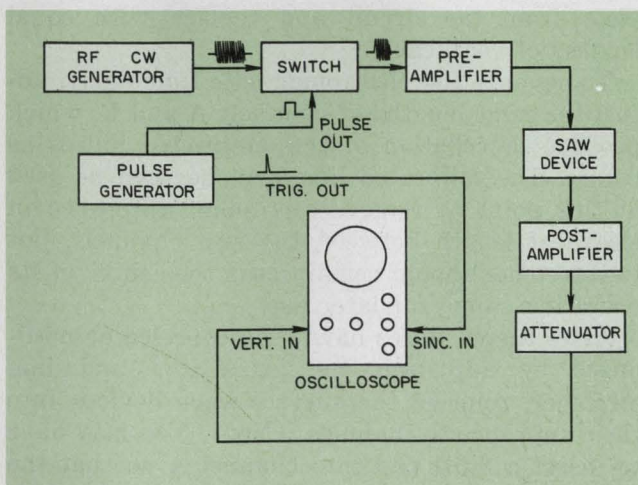 RF CW
GENERATOR
SWITCH
PRE-
AMPLIFIER
PULSE
OUT
PULSE
GENERATOR
TRIG. OUT
SAW
DEVICE
POST-
AMPLIFIER
ATTENUATOR
VERT. IN
SINC. IN
OSCILLOSCOPE